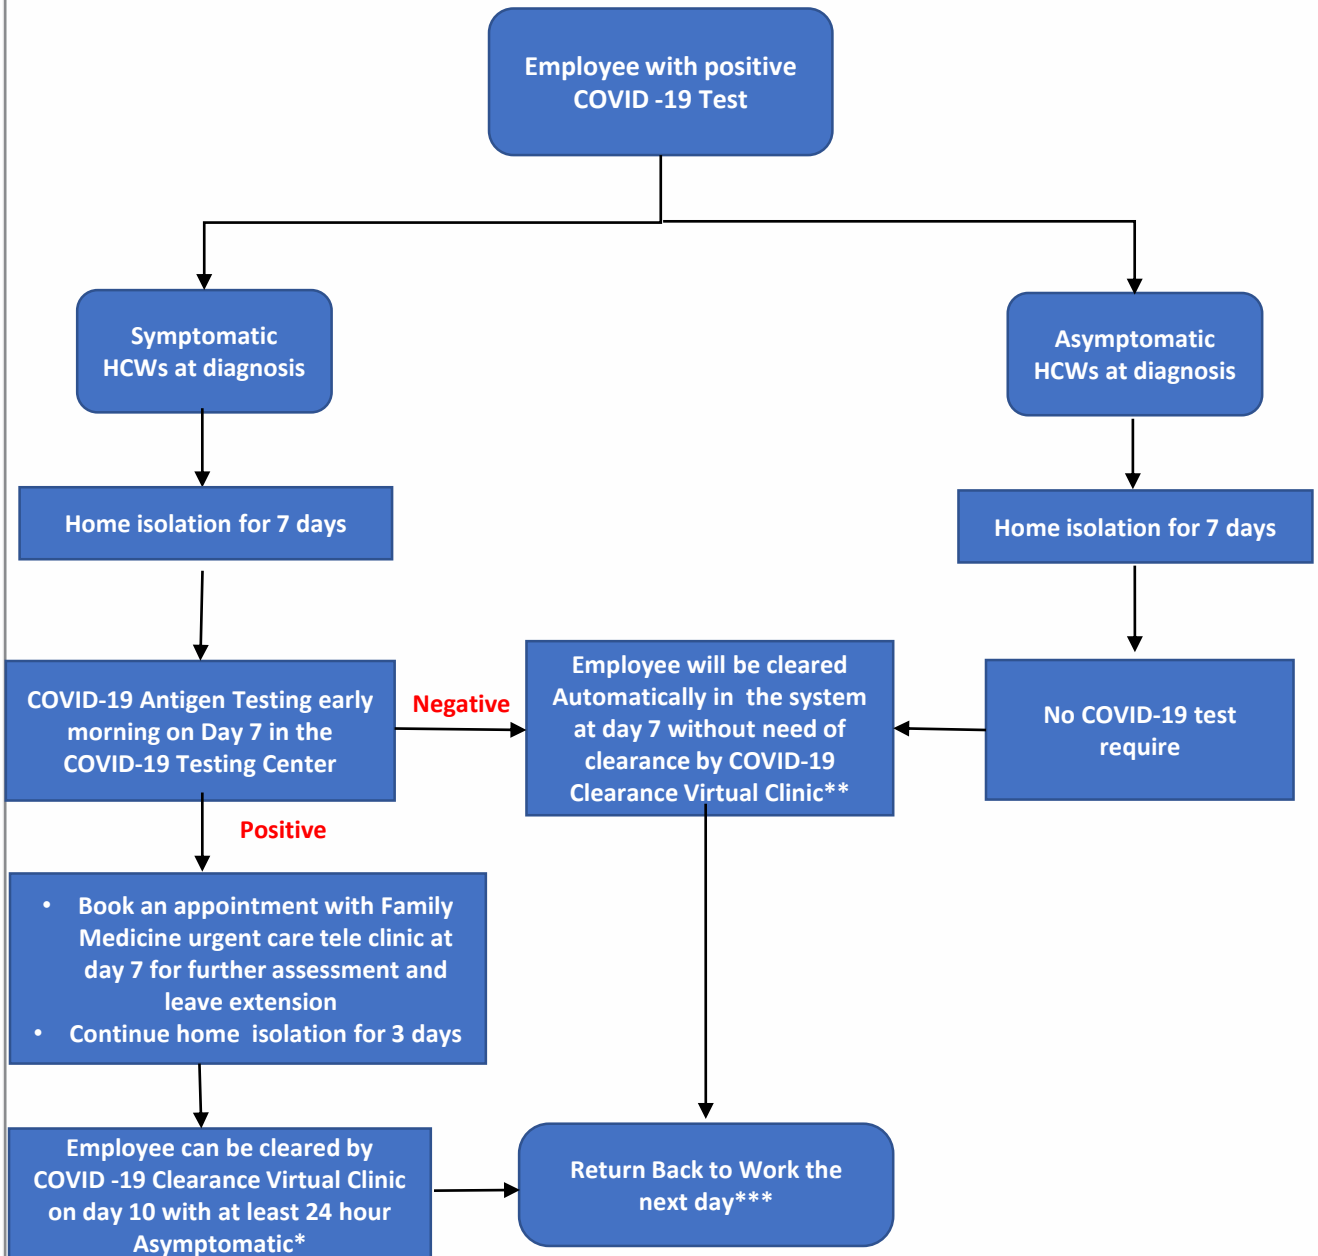 Employee with positive
COVID -19 Test
Symptomatic
HCWs at diagnosis
Asymptomatic
HCWs at diagnosis
Home isolation for 7 days
Home isolation for 7 days
COVID-19 Antigen Testing early
morning on Day 7 in the
COVID-19 Testing Center
Negative
Employee will be cleared
Automatically in the system
at day 7 without need of
clearance by COVID-19
Clearance Virtual Clinic**
No COVID-19 test
require
Positive
• Book an appointment with Family
Medicine urgent care tele clinic at
day 7 for further assessment and
leave extension
• Continue home isolation for 3 days
Employee can be cleared by
COVID -19 Clearance Virtual Clinic
on day 10 with at least 24 hour
Asymptomatic*
Return Back to Work the
next day***